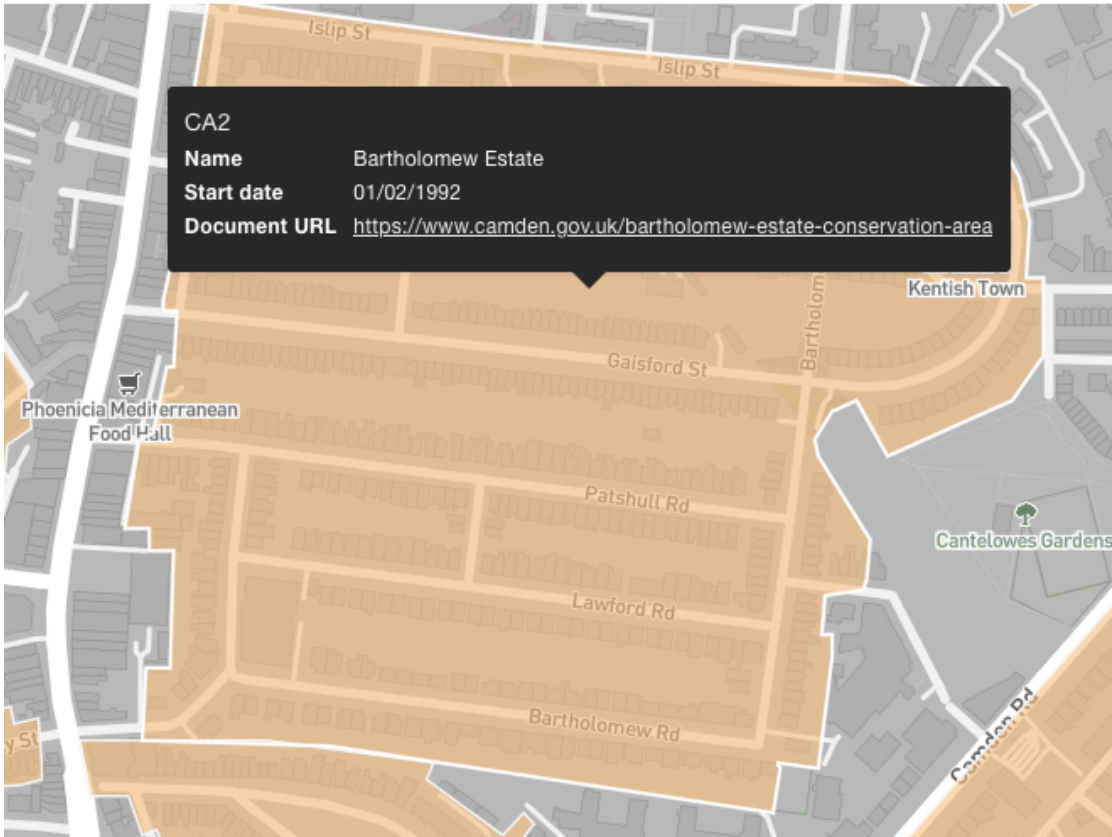 Islip St
Islip St
CA2
Name Bartholomew Estate
Start date 01/02/1992
Document URL https://www.camden.gov.uk/bartholomew-estate-conservation-area
Bartholom
Kentish Town
Gaisford St
Phoenicia Mediterranean
Food Hall
Patshull Rd
Cantelowes Gardens
Lawford Rd
Bartholomew Rd
y St
Camden Rd